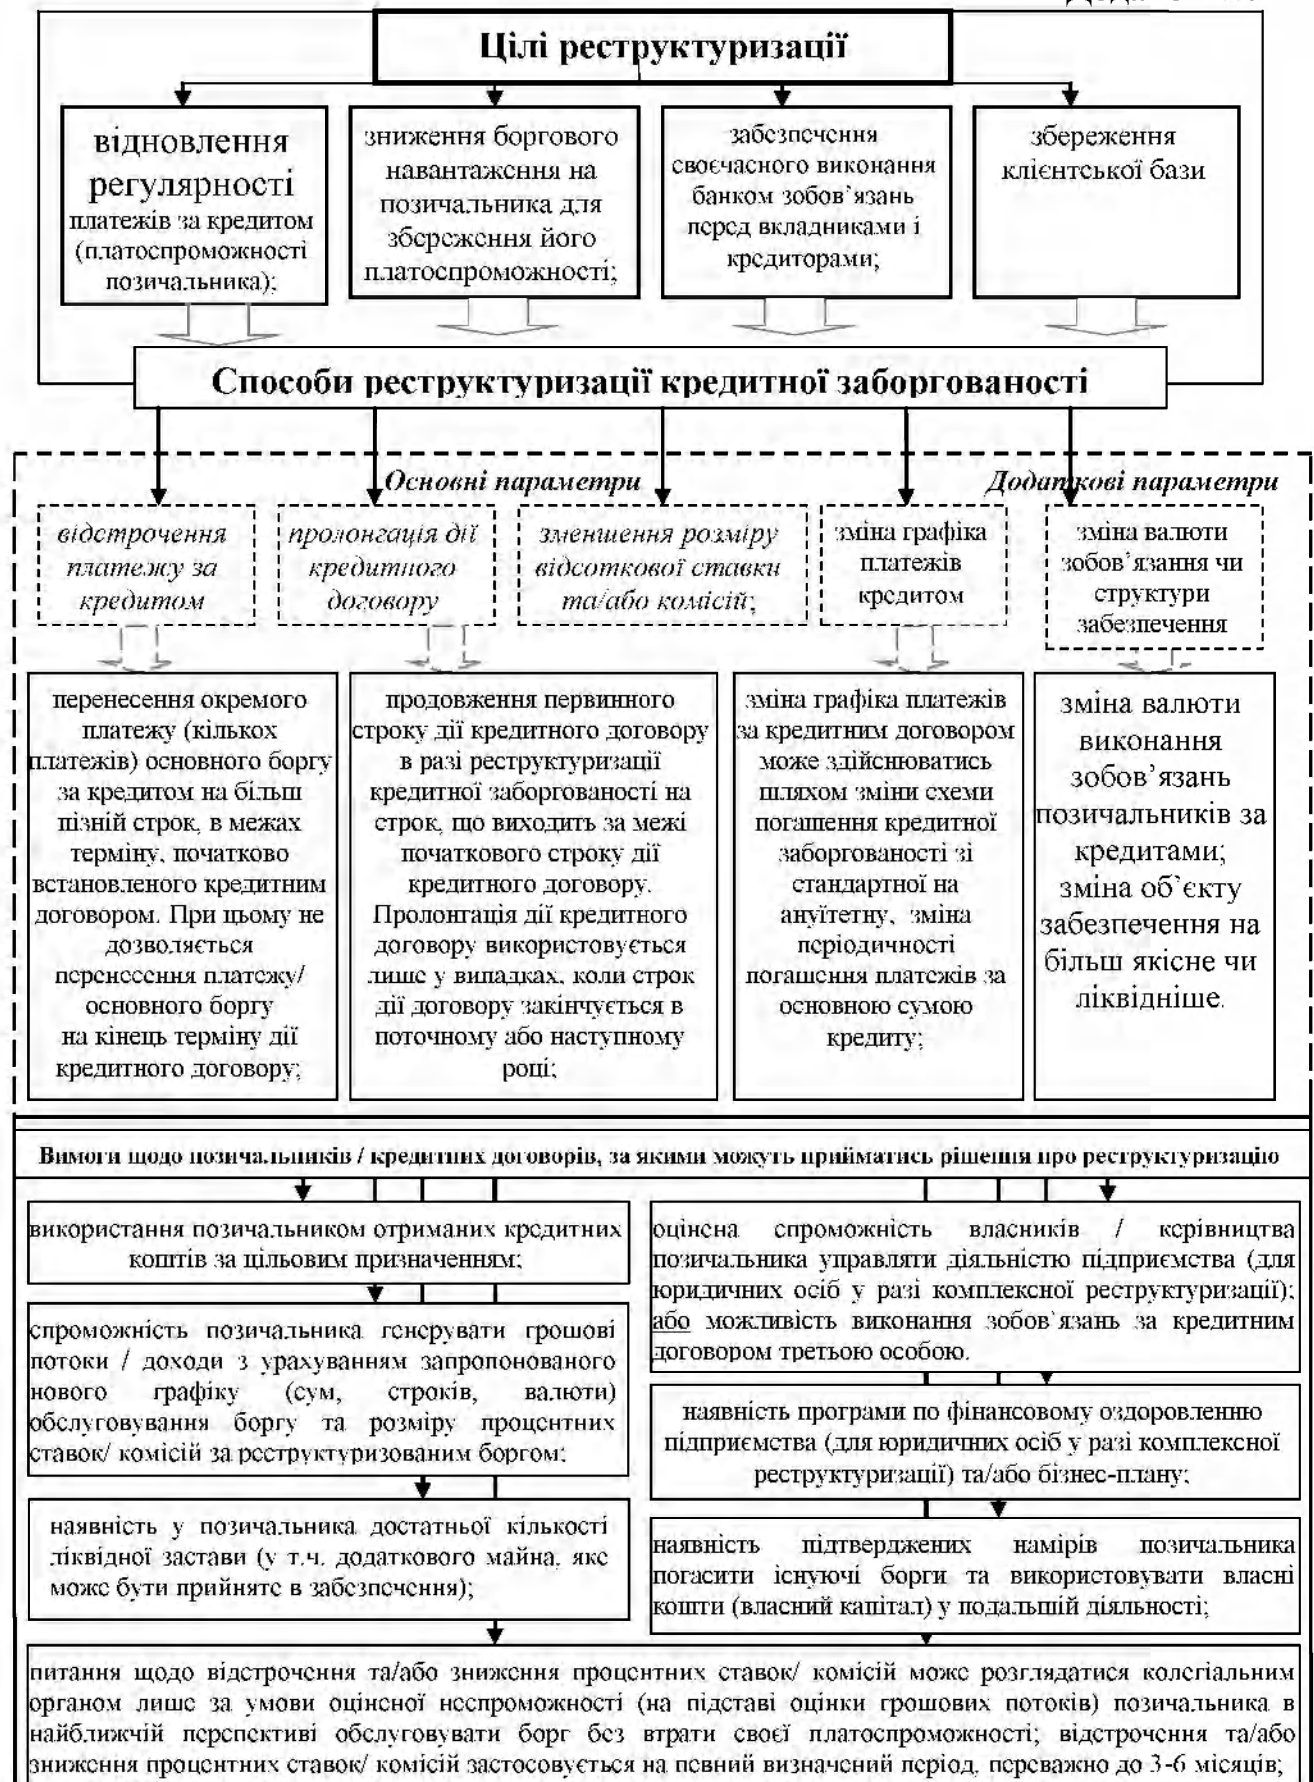 Цілі реструктуризації
відновлення
регулярності
платежів за кредитом
(платоспроможності
позичальника);
зниження боргового
навантаження на
позичальника для
збереження його
платоспроможності;
забезпечення
своєчасного виконання
банком зобов’язань
перед вкладниками і
кредиторами;
збереження
клієнтської бази
Способи реструктуризації кредитної заборгованості
Основні параметри
Додаткові параметри
відстрочення
платежу за
кредитом
пролонгація дії
кредитного
договору
зменшення розміру
відсоткової ставки
та/або комісій;
зміна графіка
платежів
кредитом
зміна валюти
зобов’язання чи
структури
забезпечення
перенесення окремого
платежу (кількох
платежів) основного боргу
за кредитом на більш
пізній строк, в межах
терміну, початково
встановленого кредитним
договором. При цьому не
дозволяється
перенесення платежу/
основного боргу
на кінець терміну дії
кредитного договору;
продовження первинного
строку дії кредитного договору
в разі реструктуризації
кредитної заборгованості на
строк, що виходить за межі
початкового строку дії
кредитного договору.
Пролонгація дії кредитного
договору використовується
лише у випадках, коли строк
дії договору закінчується в
поточному або наступному
році;
зміна графіка платежів
за кредитним договором
може здійснюватись
шляхом зміни схеми
погашення кредитної
заборгованості зі
стандартної на
ануїтетну, зміна
періодичності
погашення платежів за
основною сумою
кредиту;
зміна валюти
виконання
зобов’язань
позичальників за
кредитами;
зміна об’єкту
забезпечення на
більш якісне чи
ліквідніше.
Вимоги щодо позичальників / кредитних договорів, за якими можуть прийматись рішення про реструктуризацію
використання позичальником отриманих кредитних
коштів за цільовим призначенням;
спроможність позичальника генерувати грошові
потоки / доходи з урахуванням запропонованого
нового графіку (сум, строків, валюти)
обслуговування боргу та розміру процентних
ставок/ комісій за реструктуризованим боргом;
наявність у позичальника достатньої кількості
ліквідної застави (у т.ч. додаткового майна, яке
може бути прийняте в забезпечення);
оцінена спроможність власників / керівництва
позичальника управляти діяльністю підприємства (для
юридичних осіб у разі комплексної реструктуризації);
або можливість виконання зобов’язань за кредитним
договором третьою особою.
наявність програми по фінансовому оздоровленню
підприємства (для юридичних осіб у разі комплексної
реструктуризації) та/або бізнес-плану;
наявність підтверджених намірів позичальника
погасити існуючі борги та використовувати власні
кошти (власний капітал) у подальшій діяльності;
питання щодо відстрочення та/або зниження процентних ставок/ комісій може розглядатися колегіальним
органом лише за умови оціненої неспроможності (на підставі оцінки грошових потоків) позичальника в
найближчій перспективі обслуговувати борг без втрати своєї платоспроможності; відстрочення та/або
зниження процентних ставок/ комісій застосовується на певний визначений період, переважно до 3-6 місяців;